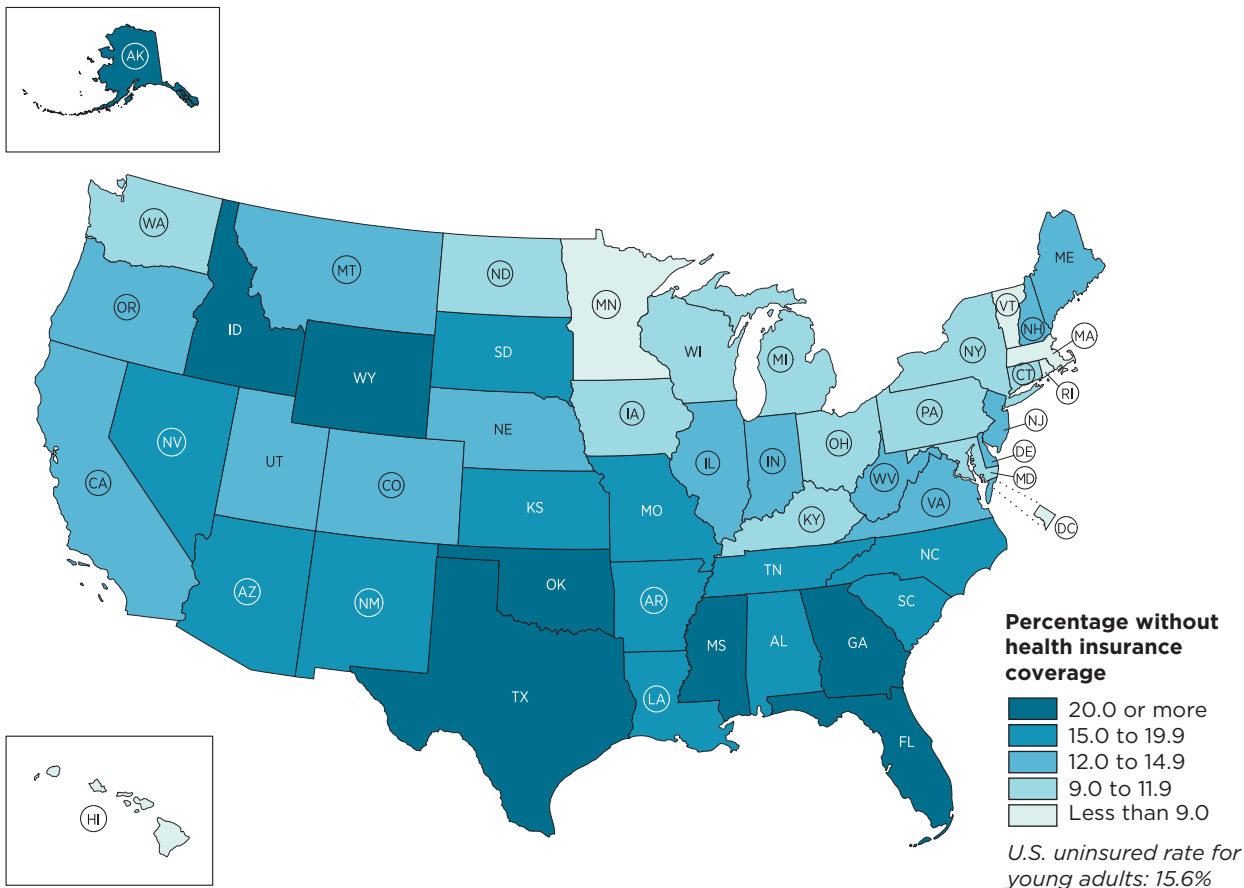 AK
WA
OR
ID
MT
ND
MN
WY
SD
WI
MI
NY
VT
NH
ME
MA
CT
RI
NJ
PA
DE
MD
DC
NV
UT
CA
CO
NE
IA
IL
IN
OH
WV
VA
KY
KS
MO
AZ
NM
OK
AR
TN
NC
SC
TX
LA
MS
AL
GA
FL
HI
Percentage without
health insurance
coverage
20.0 or more
15.0 to 19.9
12.0 to 14.9
9.0 to 11.9
Less than 9.0
U.S. uninsured rate for
young adults: 15.6%